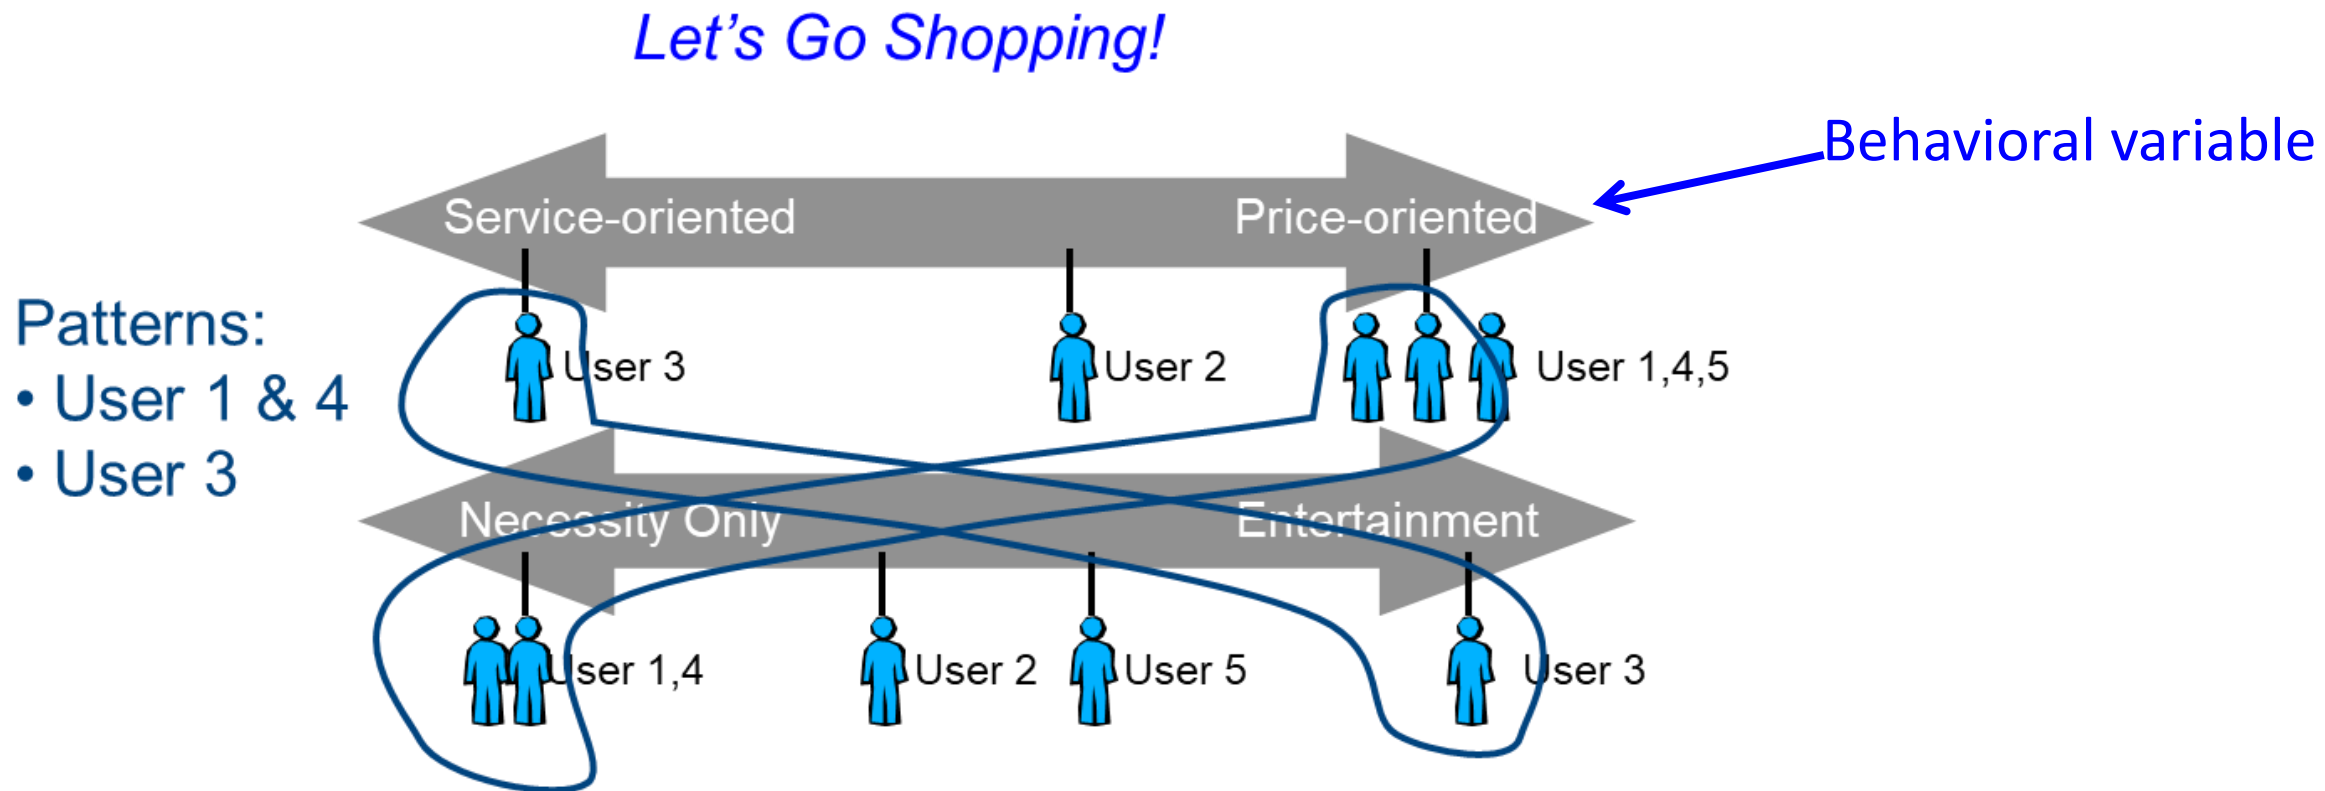 Let's Go Shopping!
Behavioral variable
Service-oriented
Price-oriented
Patterns:
• User 1 & 4
• User 3
User 3
User 2
User 1,4,5
Necessity Only
Entertainment
User 1,4
User 2
User 5
User 3